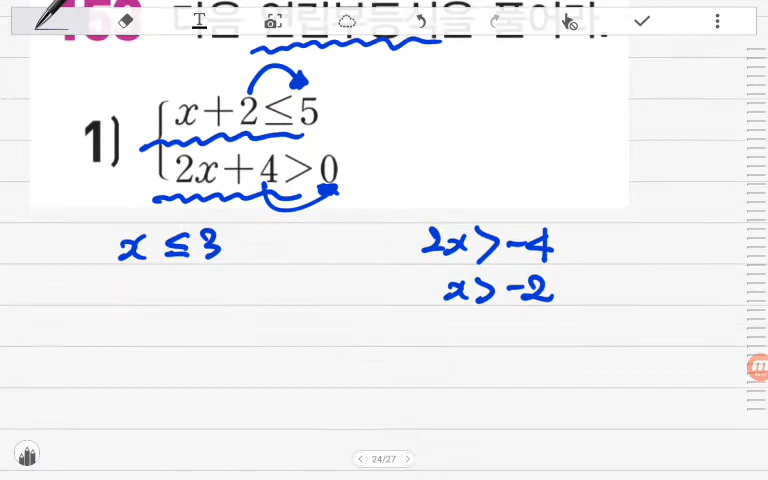 다음 연립부등식을 풀어라.
1) { x+2≤5
2x+4>0
x ≤ 3
2x > -4
x > -2
24/27